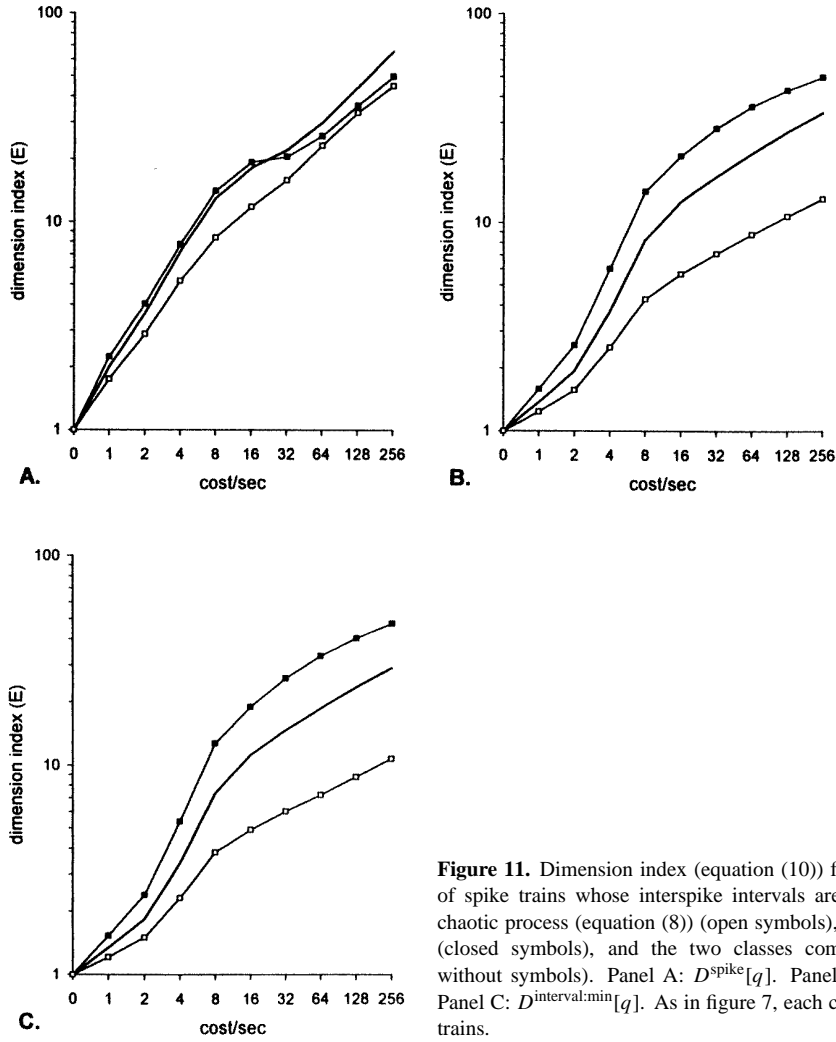 100
10
1
dimension index (E)
0 1 2 4 8 16 32 64 128 256
cost/sec
A.
100
10
1
dimension index (E)
0 1 2 4 8 16 32 64 128 256
cost/sec
B.
100
10
1
dimension index (E)
0 1 2 4 8 16 32 64 128 256
cost/sec
C.
Figure 11. Dimension index (equation (10)) f
of spike trains whose interspike intervals are
chaotic process (equation (8)) (open symbols),
(closed symbols), and the two classes com
without symbols). Panel A: D^spike[q]. Panel
Panel C: D^interval:min[q]. As in figure 7, each c
trains.